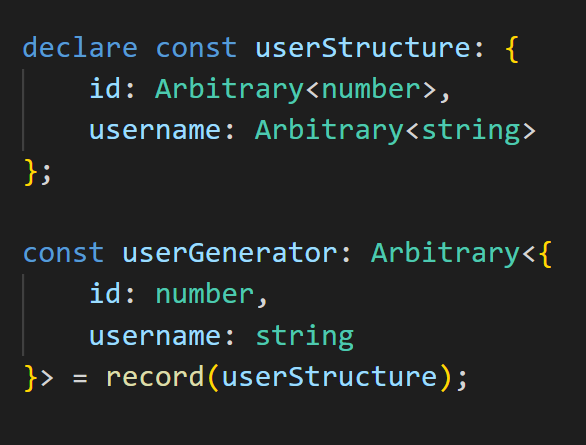 declare const userStructure: {
    id: Arbitrary<number>,
    username: Arbitrary<string>
};
const userGenerator: Arbitrary<{
    id: number,
    username: string
}> = record(userStructure);